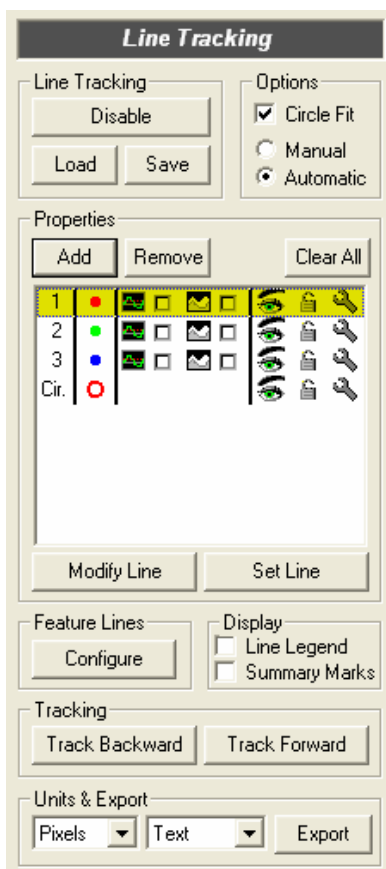 Line Tracking
Line Tracking
Options
Disable
Circle Fit
Load
Save
Manual
Automatic
Properties
Add
Remove
Clear All
1
2
3
Cir.
Modify Line
Set Line
Feature Lines
Display
Configure
Line Legend
Summary Marks
Tracking
Track Backward
Track Forward
Units & Export
Pixels
Text
Export